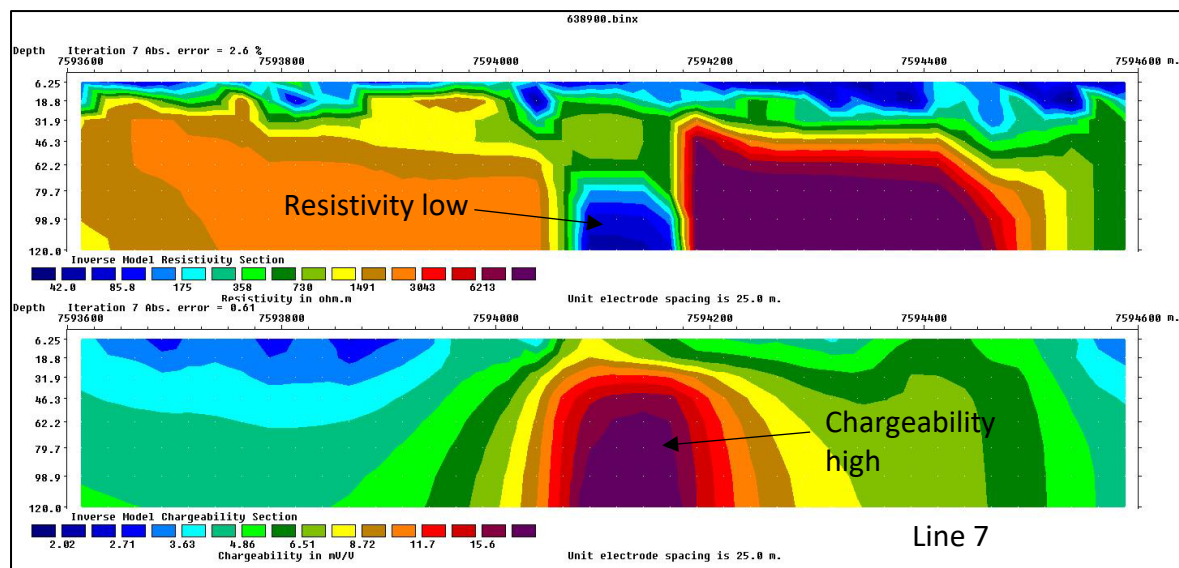 638900.binx
Depth Iteration 7 Abs. error = 2.6 %
7593600 7593800 7594000 7594200 7594400 7594600 m.
6.25
18.8
31.9
46.3
62.2
79.7
98.9
120.0
Resistivity low
Inverse Model Resistivity Section
42.0 85.8 175 358 730 1491 3043 6213
Resistivity in ohm.m Unit electrode spacing is 25.0 m.
Depth Iteration 7 Abs. error = 0.61
7593600 7593800 7594000 7594200 7594400 7594600 m.
6.25
18.8
31.9
46.3
62.2
79.7
98.9
120.0
Chargeability
high
Inverse Model Chargeability Section
2.02 2.71 3.63 4.86 6.51 8.72 11.7 15.6
Chargeability in mV/V Unit electrode spacing is 25.0 m.
Line 7